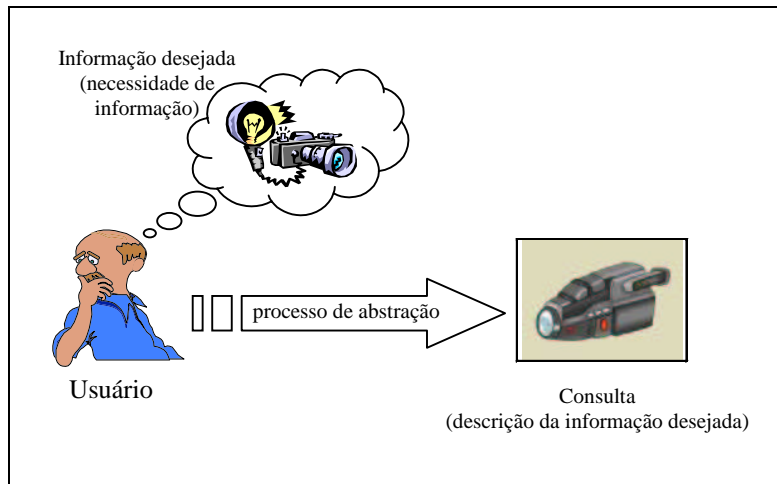 Informação desejada
(necessidade de
informação)
processo de abstração
Usuário
Consulta
(descrição da informação desejada)